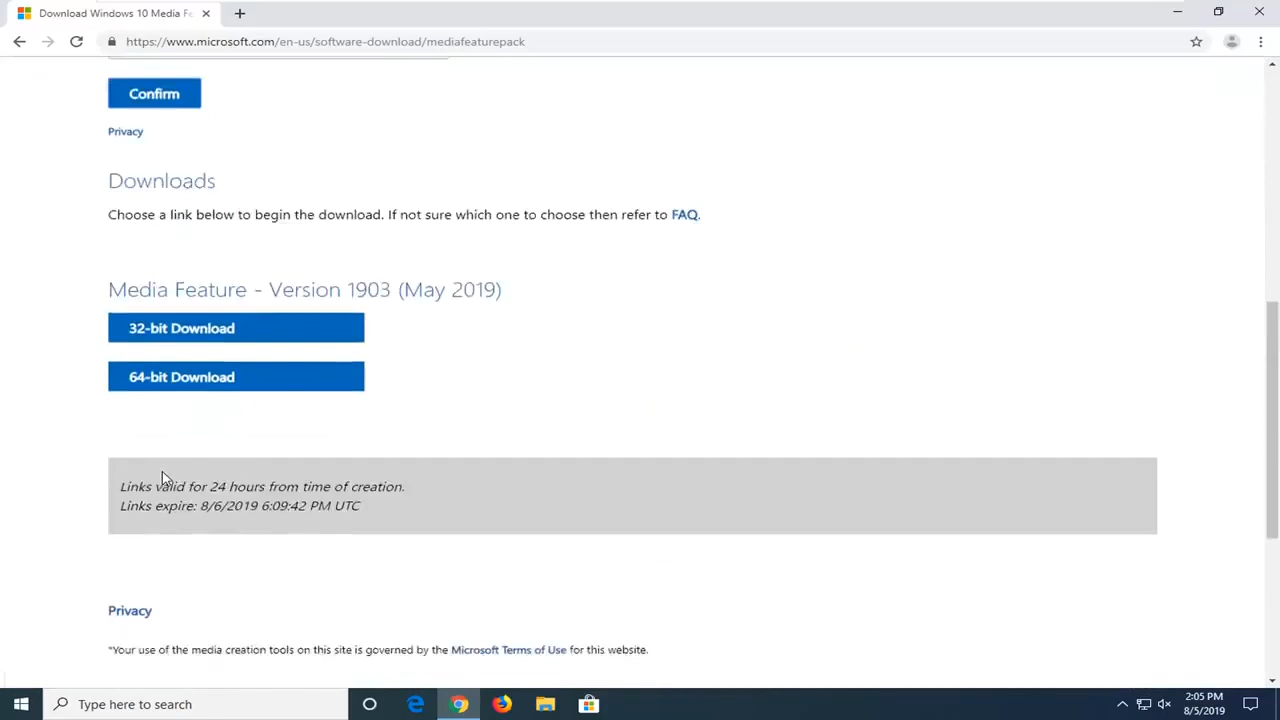 Download Windows 10 Media Fe
https://www.microsoft.com/en-us/software-download/mediafeaturepack
Confirm
Privacy
Downloads
Choose a link below to begin the download. If not sure which one to choose then refer to FAQ.
Media Feature - Version 1903 (May 2019)
32-bit Download
64-bit Download
Links valid for 24 hours from time of creation.
Links expire: 8/6/2019 6:09:42 PM UTC
Privacy
*Your use of the media creation tools on this site is governed by the Microsoft Terms of Use for this website.
Type here to search
2:05 PM
8/5/2019